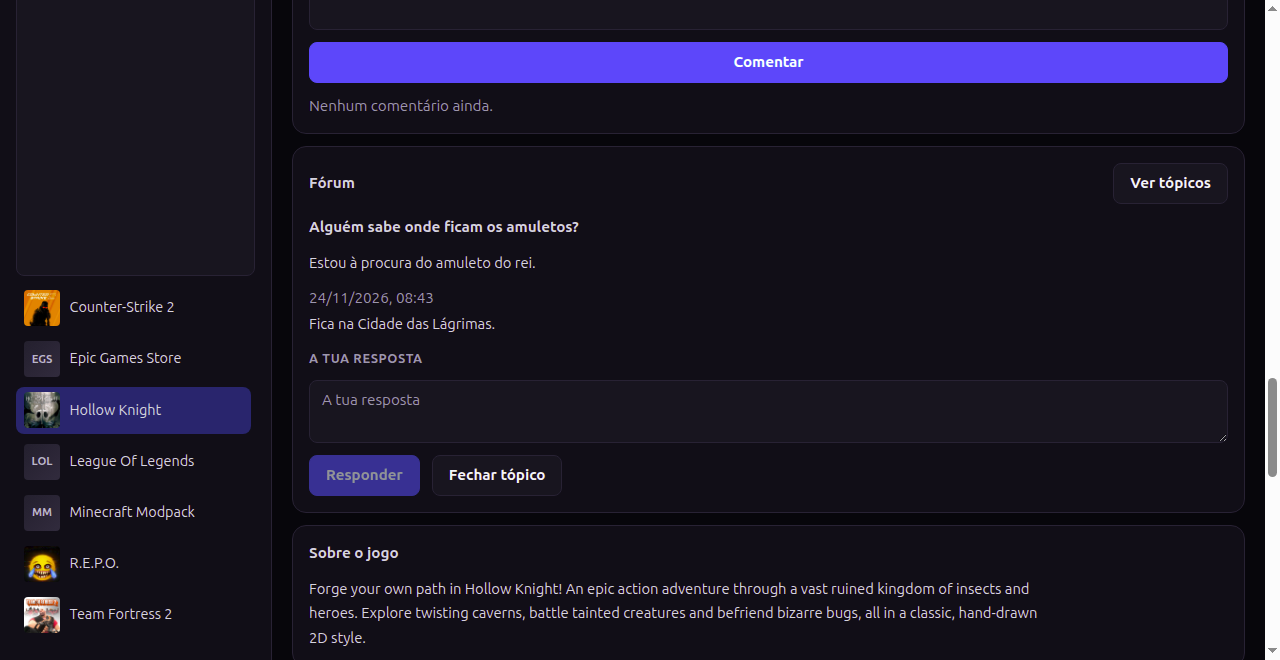 Comentar
Nenhum comentário ainda.
Fórum
Ver tópicos
Alguém sabe onde ficam os amuletos?
Estou à procura do amuleto do rei.
24/11/2026, 08:43
Fica na Cidade das Lágrimas.
A TUA RESPOSTA
A tua resposta
Responder
Fechar tópico
Sobre o jogo
Forge your own path in Hollow Knight! An epic action adventure through a vast ruined kingdom of insects and
heroes. Explore twisting caverns, battle tainted creatures and befriend bizarre bugs, all in a classic, hand-drawn
2D style.
Counter-Strike 2
EGS
Epic Games Store
Hollow Knight
LOL
League Of Legends
MM
Minecraft Modpack
R.E.P.O.
Team Fortress 2